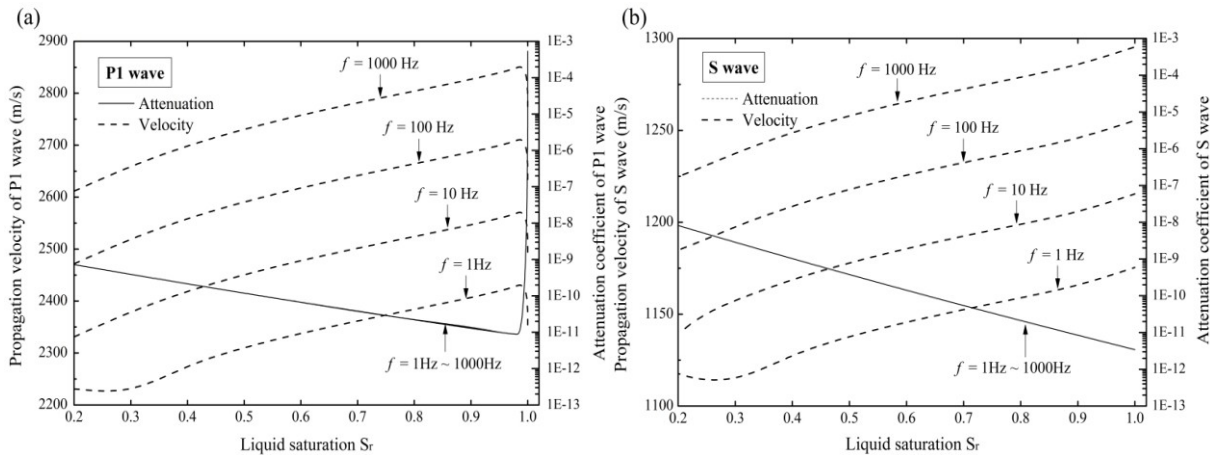 (a)
Propagation velocity of P1 wave (m/s)
2900
2800
2700
2600
2500
2400
2300
2200
P1 wave
Attenuation
Velocity
f = 1000 Hz
f = 100 Hz
f = 10 Hz
f = 1Hz
f = 1Hz ~ 1000Hz
1E-3
1E-4
1E-5
1E-6
1E-7
1E-8
1E-9
1E-10
1E-11
1E-12
1E-13
Attenuation coefficient of P1 wave
0.2 0.3 0.4 0.5 0.6 0.7 0.8 0.9 1.0
Liquid saturation Sr
(b)
Propagation velocity of S wave (m/s)
1300
1250
1200
1150
1100
S wave
Attenuation
Velocity
f = 1000 Hz
f = 100 Hz
f = 10 Hz
f = 1 Hz
f = 1Hz ~ 1000Hz
1E-3
1E-4
1E-5
1E-6
1E-7
1E-8
1E-9
1E-10
1E-11
1E-12
1E-13
Attenuation coefficient of S wave
0.2 0.3 0.4 0.5 0.6 0.7 0.8 0.9 1.0
Liquid saturation Sr